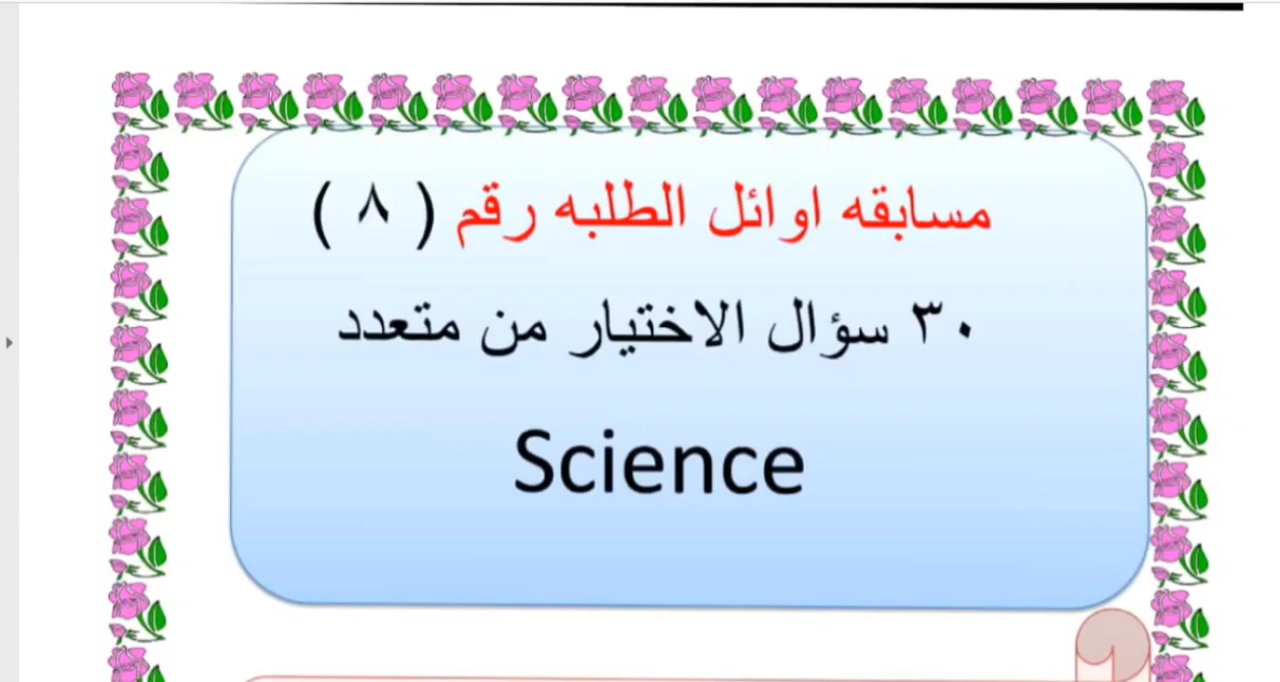 مسابقه اوائل الطلبه رقم ( ٨ )
٣٠ سؤال الاختيار من متعدد
Science